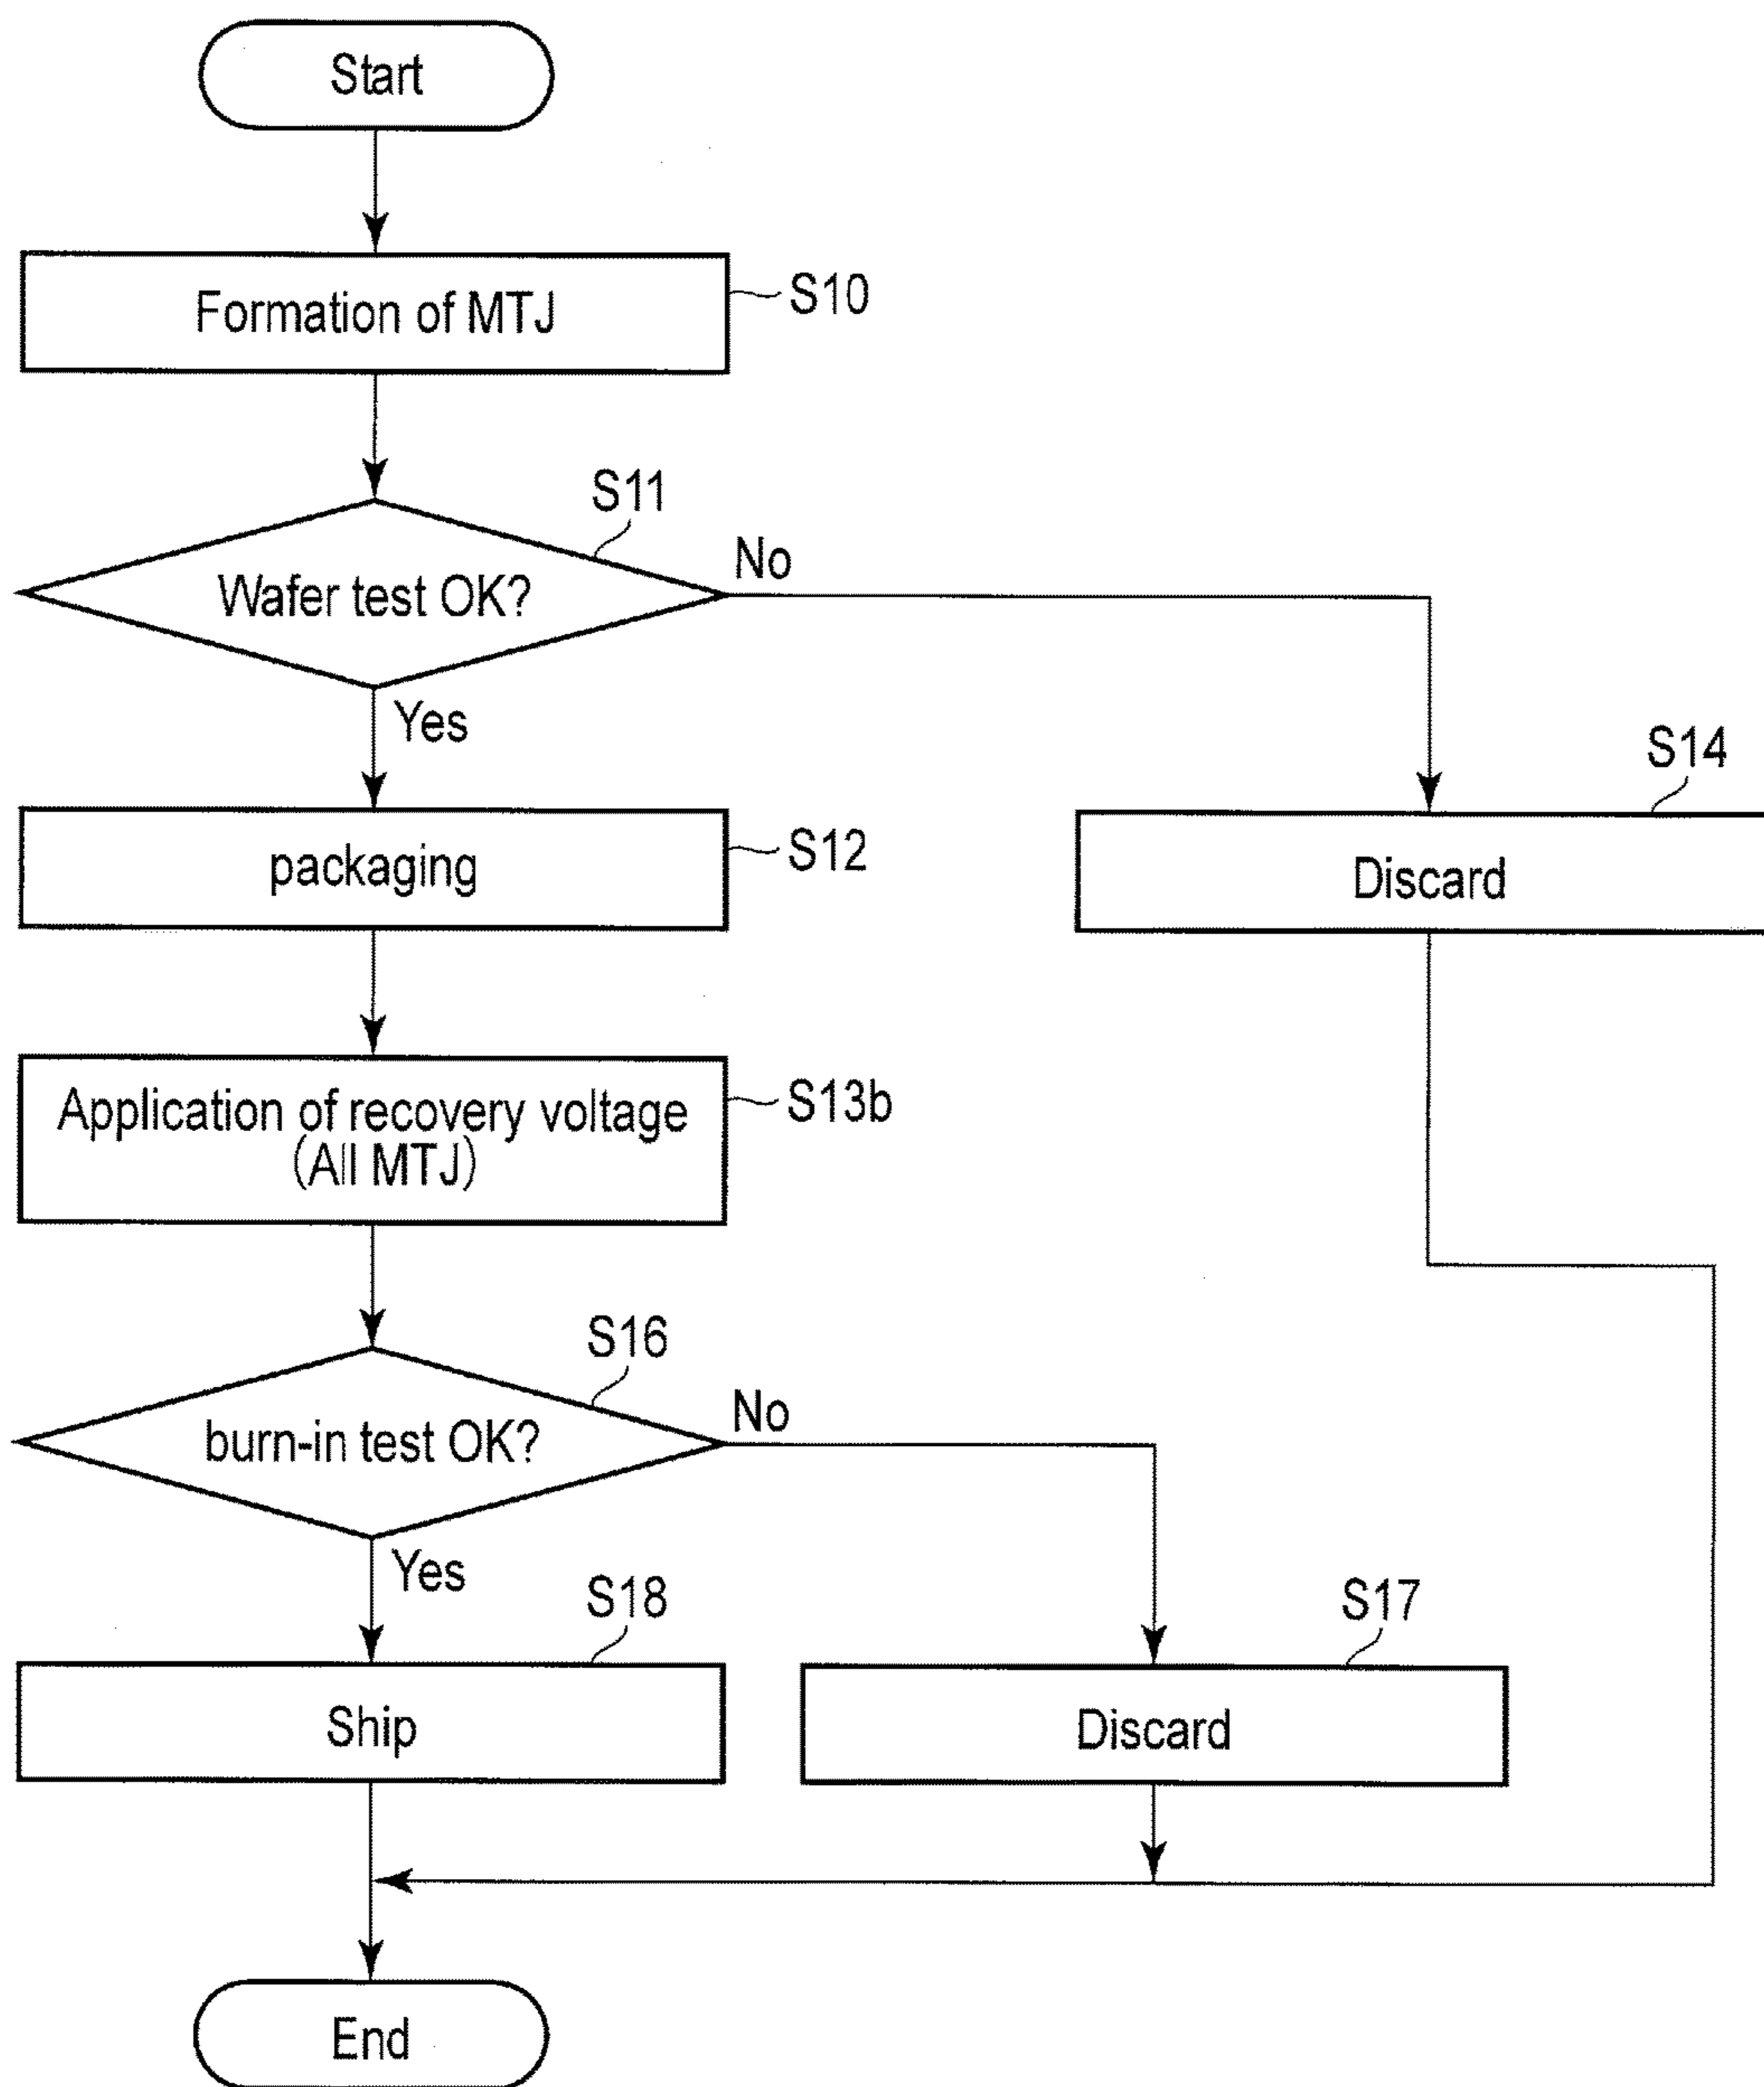 Start
Formation of MTJ
S10
S11
Wafer test OK?
No
Yes
S14
packaging
S12
Discard
Application of recovery voltage
(All MTJ)
S13b
S16
burn-in test OK?
No
Yes
S18
S17
Ship
Discard
End